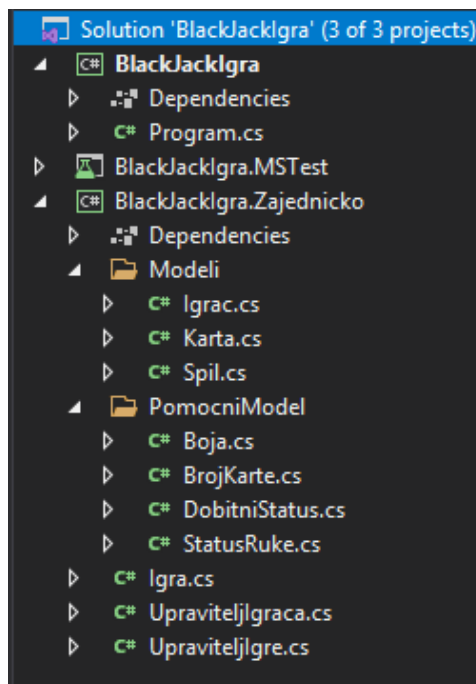 Solution 'BlackJackIgra' (3 of 3 projects)
C# BlackJackIgra
Dependencies
C# Program.cs
BlackJackIgra.MSTest
C# BlackJackIgra.Zajednicko
Dependencies
Modeli
C# Igrac.cs
C# Karta.cs
C# Spil.cs
PomocniModel
C# Boja.cs
C# BrojKarte.cs
C# DobitniStatus.cs
C# StatusRuke.cs
C# Igra.cs
C# UpraviteljIgraca.cs
C# UpraviteljIgre.cs